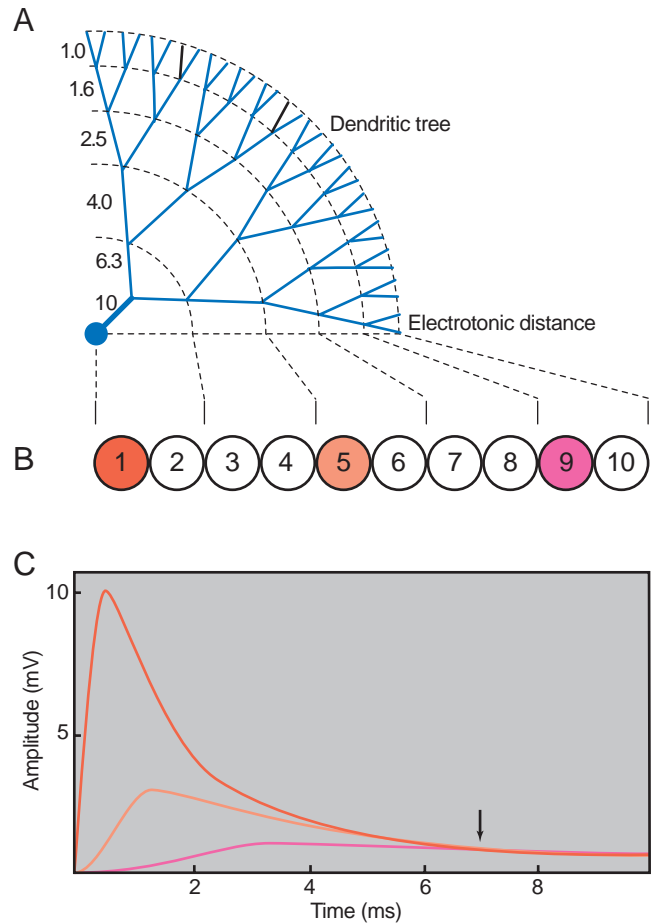 A
1.0
1.6
2.5
4.0
6.3
10
Dendritic tree
Electrotonic distance
B
1 2 3 4 5 6 7 8 9 10
C
10
5
Amplitude (mV)
2 4 6 8
Time (ms)